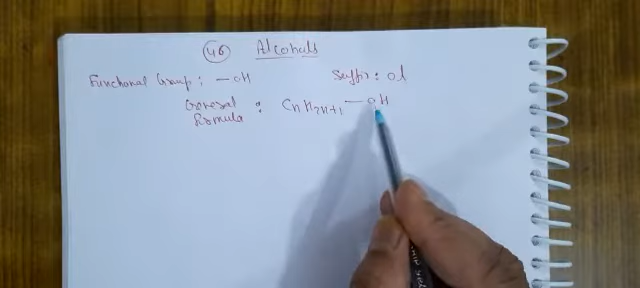 46 Alcohols
Functional Group : — OH Suffix : ol
General Formula : CnH2n+1 — OH